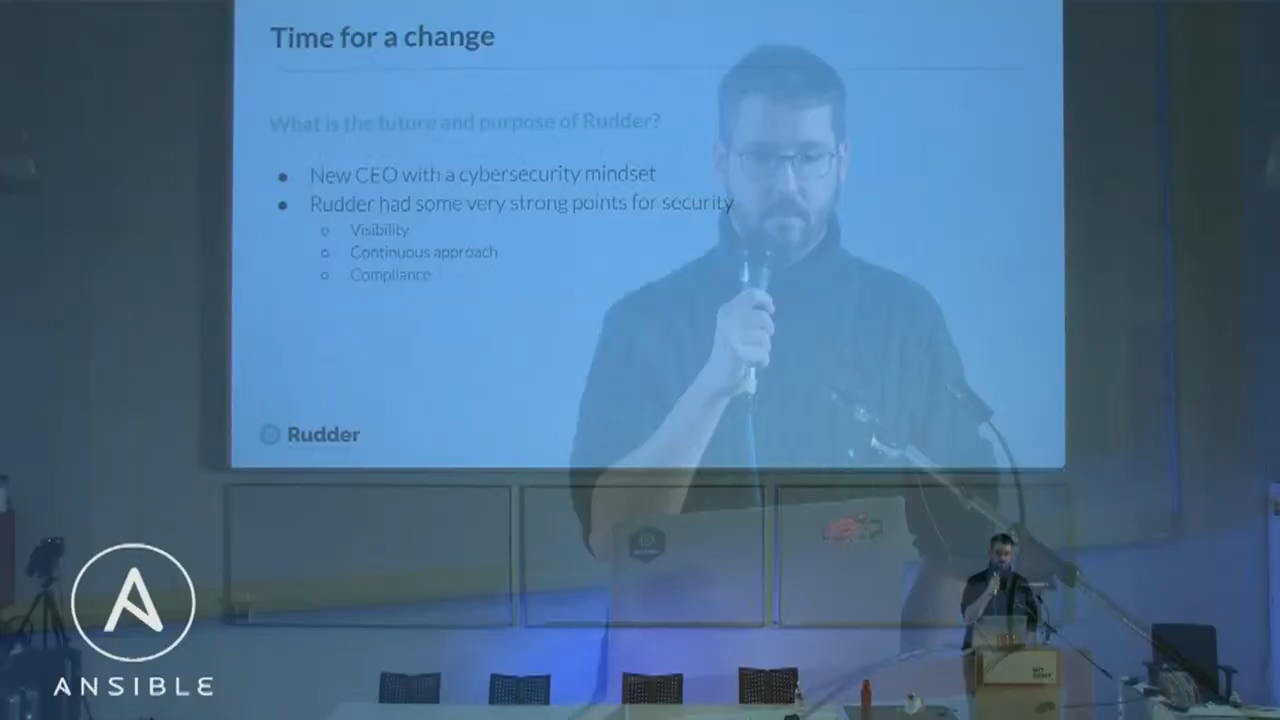 Time for a change
What is the future and purpose of Rudder?
New CEO with a cybersecurity mindset
Rudder had some very strong points for security
Visibility
Continuous approach
Compliance
Rudder
ANSIBLE